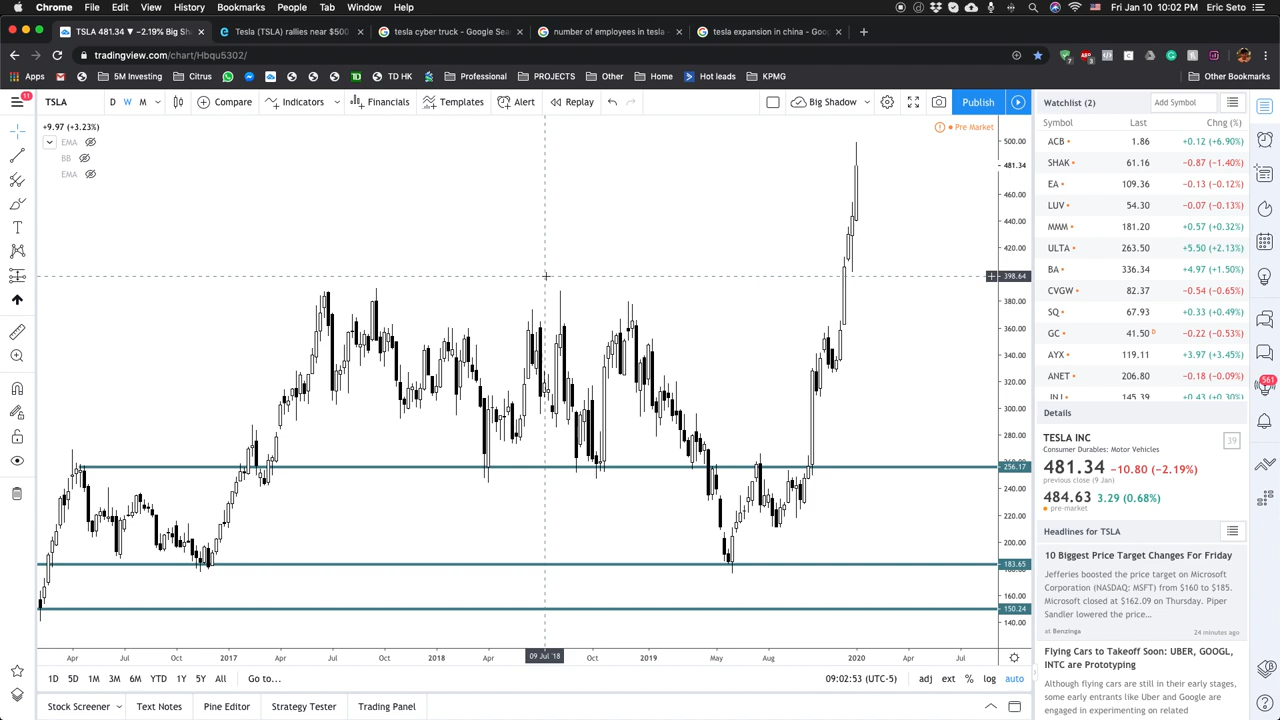 Chrome File Edit View History Bookmarks People Tab Window Help Fri Jan 10 10:02 PM Eric Seto
TSLA 481.34 ▼ −2.19% Big Sh
Tesla (TSLA) rallies near $500
tesla cyber truck - Google Sea
number of employees in tesla -
tesla expansion in china - Goog
tradingview.com/chart/Hbqu5302/
Apps 5M Investing Citrus TD HK Professional PROJECTS Other Home Hot leads KPMG Other Bookmarks
11 TSLA D W M Compare Indicators Financials Templates Alert Replay Big Shadow Publish
Watchlist (2) Add Symbol
Symbol Last Chng (%)
+9.97 (+3.23%)
EMA
BB
EMA
Pre Market
ACB 1.86 +0.12 (+6.90%)
SHAK 61.16 −0.87 (−1.40%)
EA 109.36 −0.13 (−0.12%)
LUV 54.30 −0.07 (−0.13%)
MMM 181.20 +0.57 (+0.32%)
ULTA 263.50 +5.50 (+2.13%)
BA 336.34 +4.97 (+1.50%)
CVGW 82.37 −0.54 (−0.65%)
SQ 67.93 +0.33 (+0.49%)
GC D 41.50 −0.22 (−0.53%)
AYX 119.11 +3.97 (+3.45%)
ANET 206.80 −0.18 (−0.09%)
145.39 +0.43 (+0.30%)
500.00
481.34
460.00
440.00
420.00
398.64
380.00
360.00
340.00
320.00
300.00
280.00
256.17
240.00
220.00
200.00
183.65
160.00
150.24
140.00
Details
TESLA INC 39
Consumer Durables: Motor Vehicles
481.34 −10.80 (−2.19%)
previous close (9 Jan)
484.63 3.29 (0.68%)
pre-market
Headlines for TSLA
10 Biggest Price Target Changes For Friday
Jefferies boosted the price target on Microsoft
Corporation (NASDAQ: MSFT) from $160 to $185.
Microsoft closed at $162.09 on Thursday. Piper
Sandler lowered the price...
at Benzinga 24 minutes ago
Flying Cars to Takeoff Soon: UBER, GOOGL,
INTC are Prototyping
Although flying cars are still in their early stages,
some early entrants like Uber and Google are
engaged in experimenting on related
561
Apr Jul Oct 2017 Apr Jul Oct 2018 Apr 09 Jul '18 Oct 2019 May Aug 2020 Apr Jul
1D 5D 1M 3M 6M YTD 1Y 5Y All Go to... 09:02:53 (UTC-5) adj ext % log auto
Stock Screener Text Notes Pine Editor Strategy Tester Trading Panel